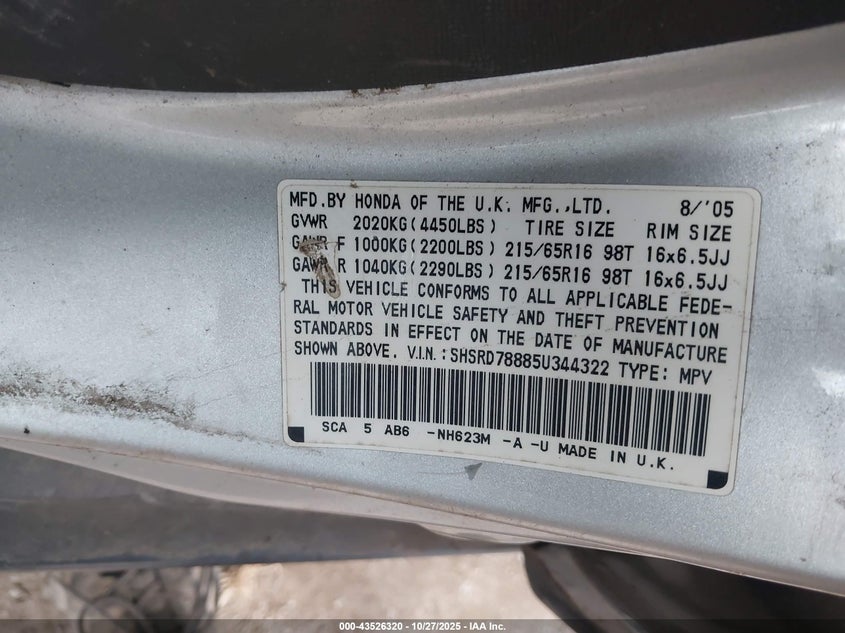 MFD.BY HONDA OF THE U.K. MFG.,LTD. 8/'05
GVWR 2020KG(4450LBS) TIRE SIZE RIM SIZE
GAWR F 1000KG(2200LBS) 215/65R16 98T 16x6.5JJ
GAWR R 1040KG(2290LBS) 215/65R16 98T 16x6.5JJ
THIS VEHICLE CONFORMS TO ALL APPLICABLE FEDE-
RAL MOTOR VEHICLE SAFETY AND THEFT PREVENTION
STANDARDS IN EFFECT ON THE DATE OF MANUFACTURE
SHOWN ABOVE. V.I.N.:SHSRD78885U344322 TYPE: MPV
SCA 5 AB6 -NH623M -A -U MADE IN U.K.
000-43526320 | 10/27/2025 - IAA Inc.